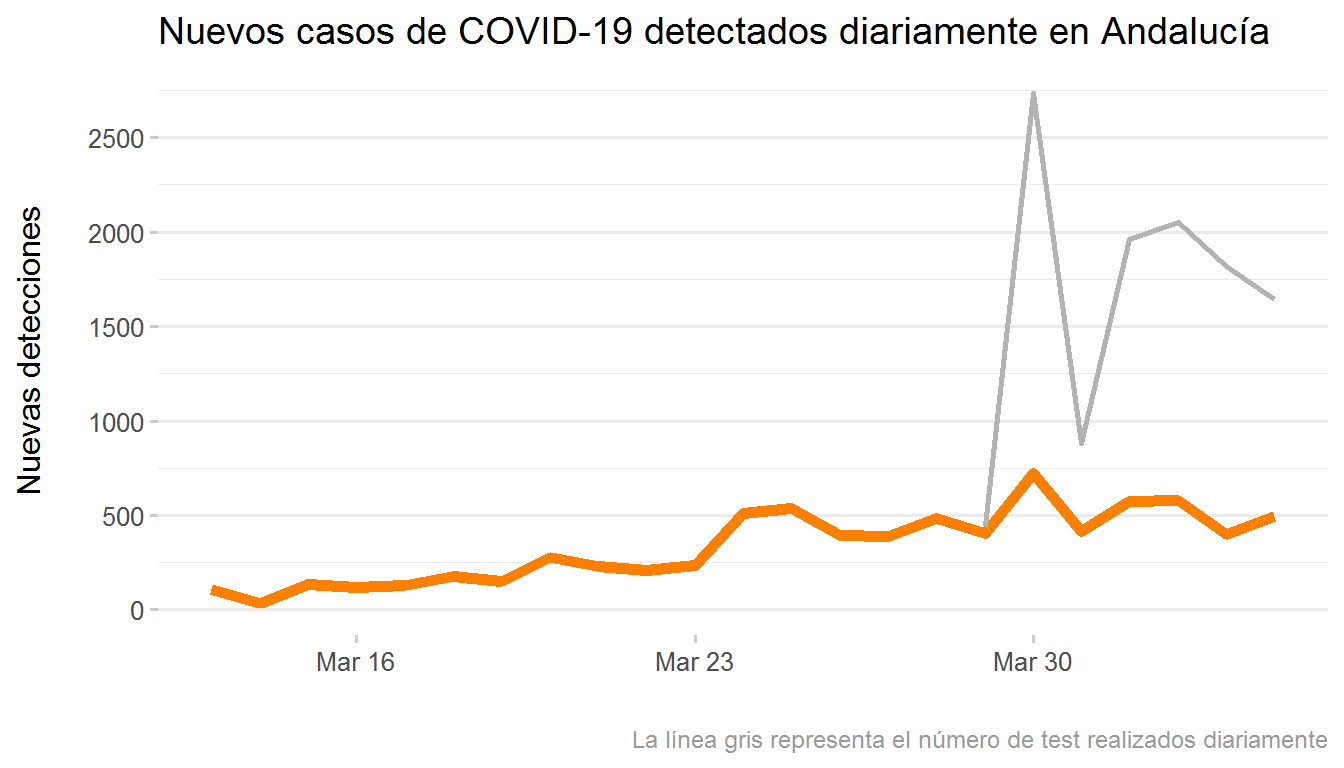 Nuevos casos de COVID-19 detectados diariamente en Andalucía
Nuevas detecciones
2500
2000
1500
1000
500
0
Mar 16
Mar 23
Mar 30
La línea gris representa el número de test realizados diariamente